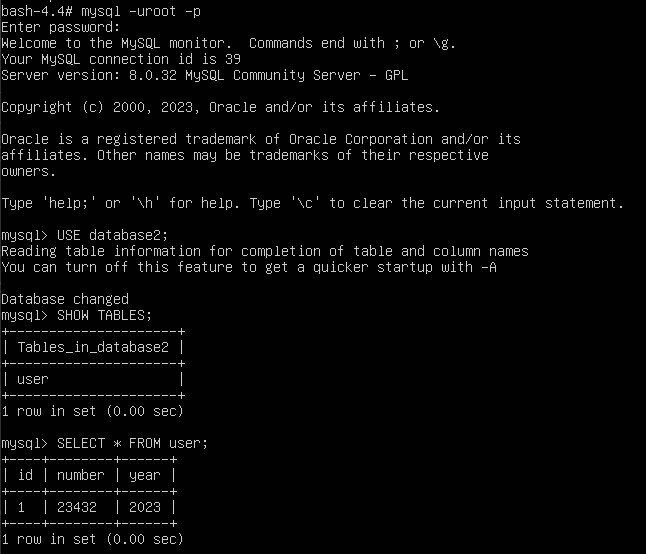 bash-4.4# mysql -uroot -p
Enter password:
Welcome to the MySQL monitor.  Commands end with ; or \g.
Your MySQL connection id is 39
Server version: 8.0.32 MySQL Community Server - GPL

Copyright (c) 2000, 2023, Oracle and/or its affiliates.

Oracle is a registered trademark of Oracle Corporation and/or its
affiliates. Other names may be trademarks of their respective
owners.

Type 'help;' or '\h' for help. Type '\c' to clear the current input statement.

mysql> USE database2;
Reading table information for completion of table and column names
You can turn off this feature to get a quicker startup with -A

Database changed
mysql> SHOW TABLES;
+---------------------+
| Tables_in_database2 |
+---------------------+
| user                |
+---------------------+
1 row in set (0.00 sec)

mysql> SELECT * FROM user;
+----+--------+------+
| id | number | year |
+----+--------+------+
| 1  | 23432  | 2023 |
+----+--------+------+
1 row in set (0.00 sec)